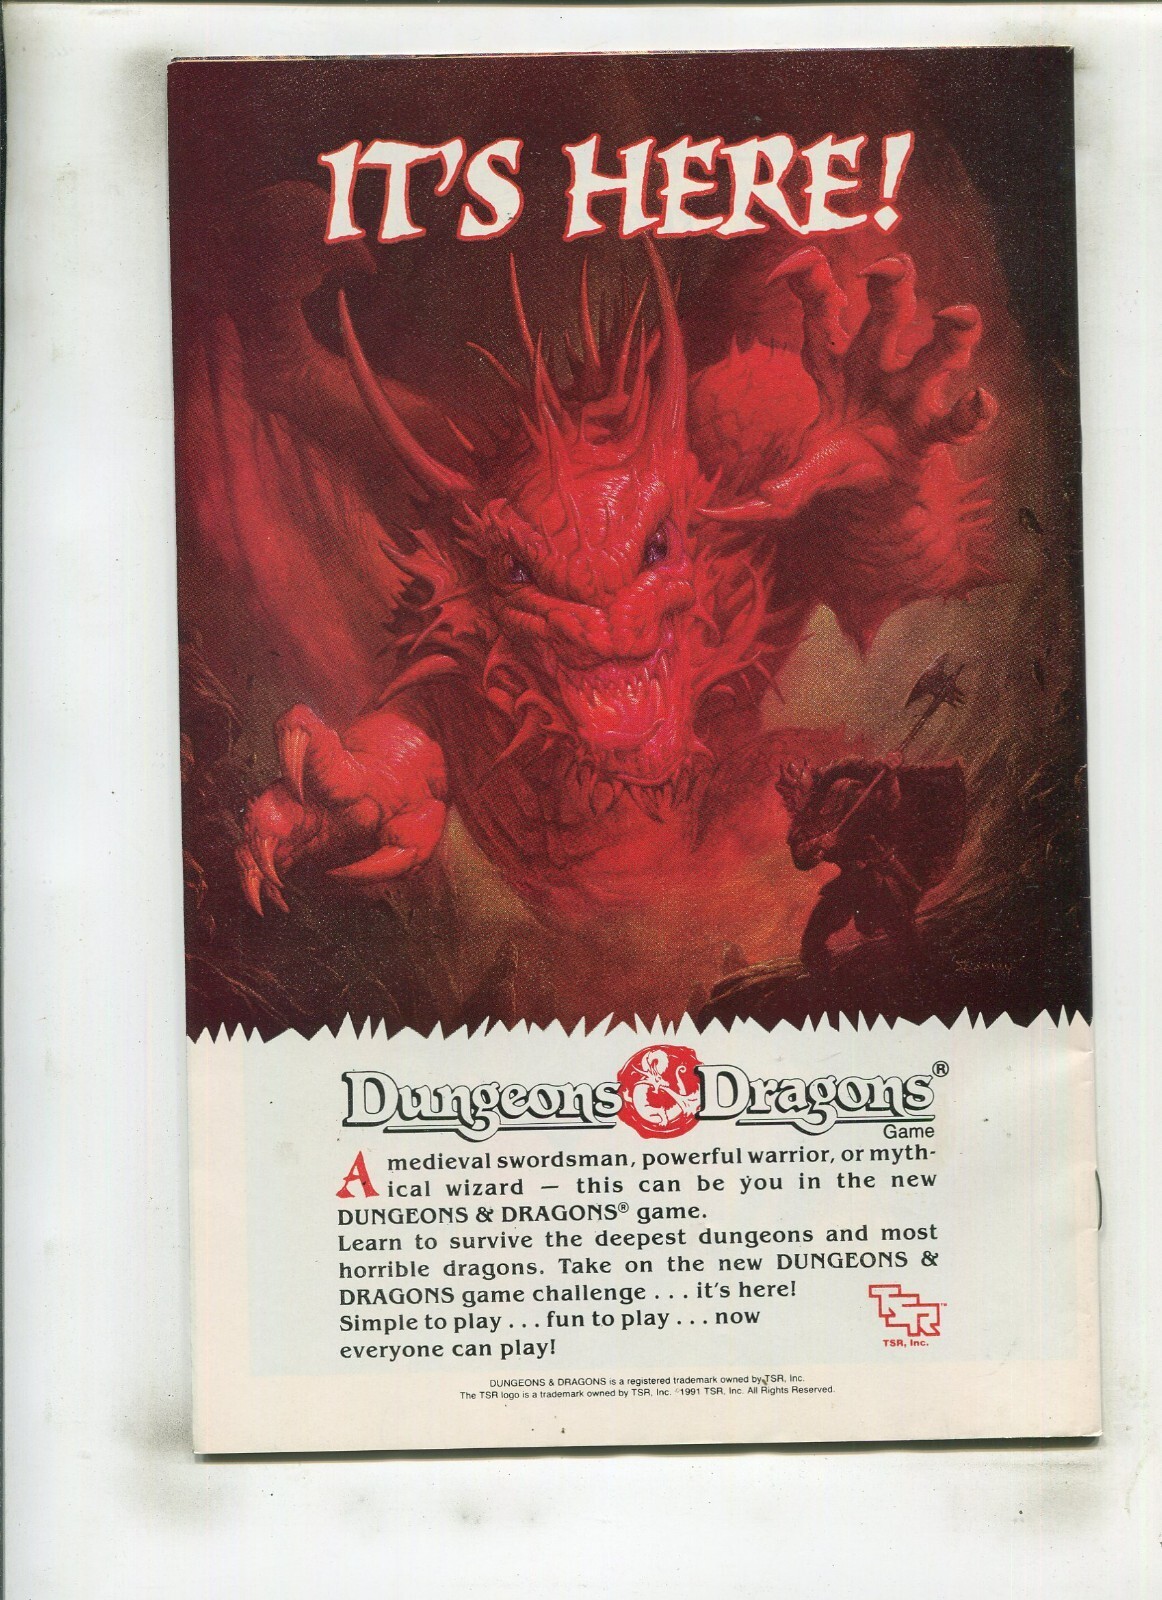 IT'S HERE!
Dungeons & Dragons®
Game
A medieval swordsman, powerful warrior, or myth-
ical wizard — this can be you in the new
DUNGEONS & DRAGONS® game.
Learn to survive the deepest dungeons and most
horrible dragons. Take on the new DUNGEONS &
DRAGONS game challenge . . . it's here!
Simple to play . . . fun to play . . . now
everyone can play!
TSR™
TSR, Inc.
DUNGEONS & DRAGONS is a registered trademark owned by TSR, Inc.
The TSR logo is a trademark owned by TSR, Inc. ©1991 TSR, Inc. All Rights Reserved.